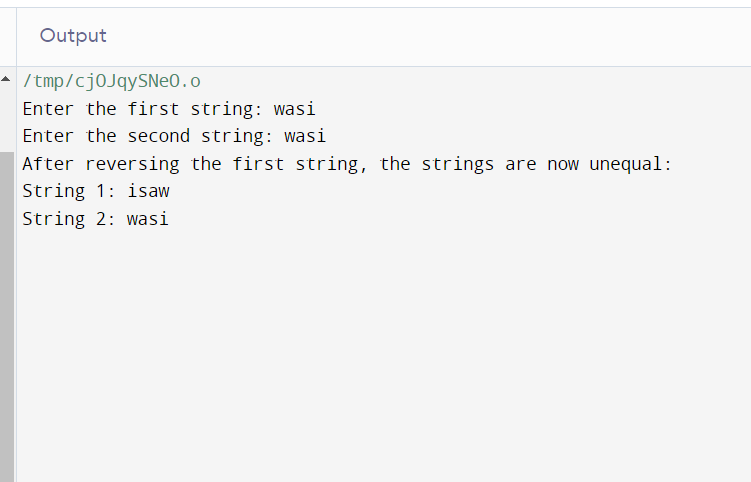 Output
/tmp/cjOJqySNeO.o
Enter the first string: wasi
Enter the second string: wasi
After reversing the first string, the strings are now unequal:
String 1: isaw
String 2: wasi